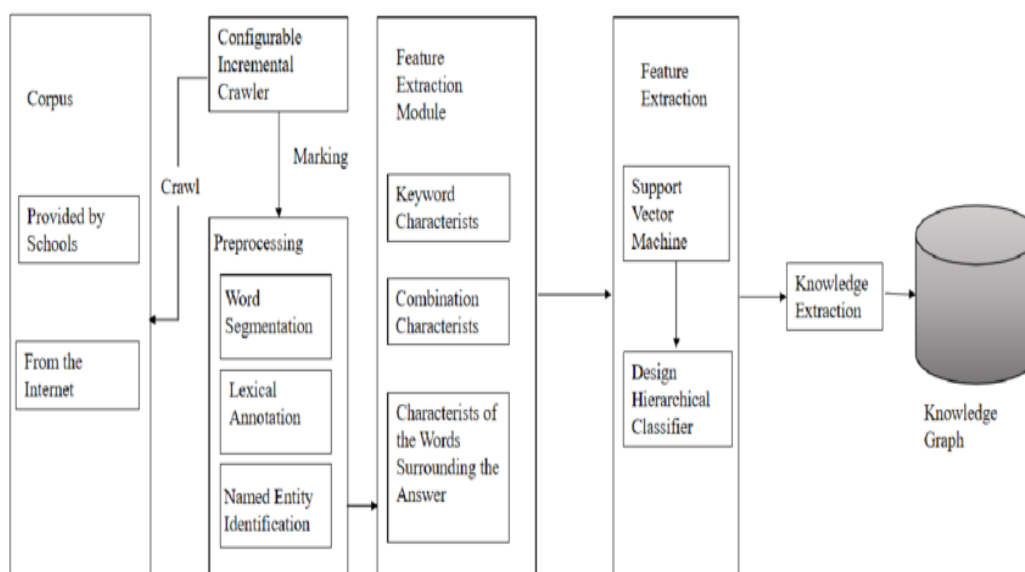 Corpus
Provided by
Schools
From the
Internet
Crawl
Configurable
Incremental
Crawler
Marking
Preprocessing
Word
Segmentation
Lexical
Annotation
Named Entity
Identification
Feature
Extraction
Module
Keyword
Characterists
Combination
Characterists
Characterists of
the Words
Surrounding the
Answer
Feature
Extraction
Support
Vector
Machine
Design
Hierarchical
Classifier
Knowledge
Extraction
Knowledge
Graph